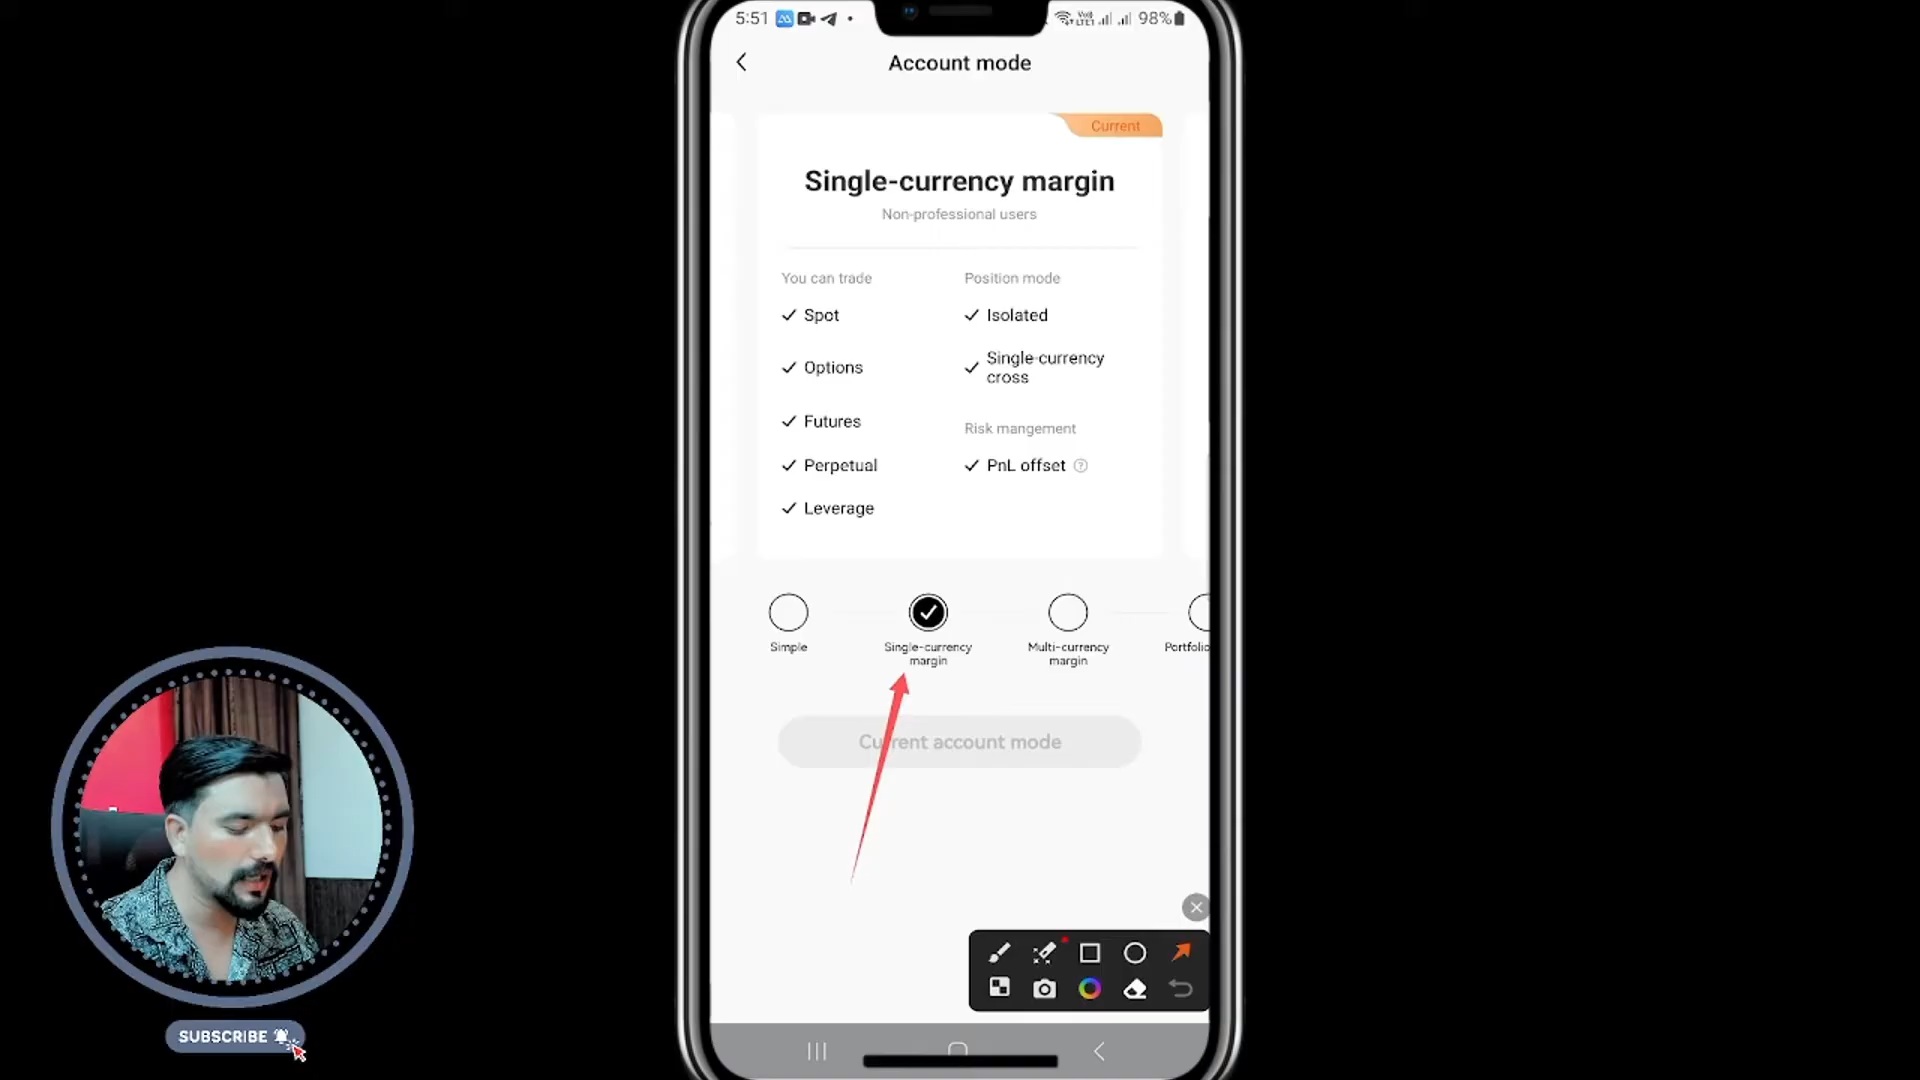 5:51
98%
Account mode
Current
Single-currency margin
Non-professional users
You can trade
Position mode
Spot
Isolated
Options
Single-currency
cross
Futures
Risk mangement
Perpetual
PnL offset
Leverage
Simple
Single-currency
margin
Multi-currency
margin
Portfolio
Current account mode
SUBSCRIBE